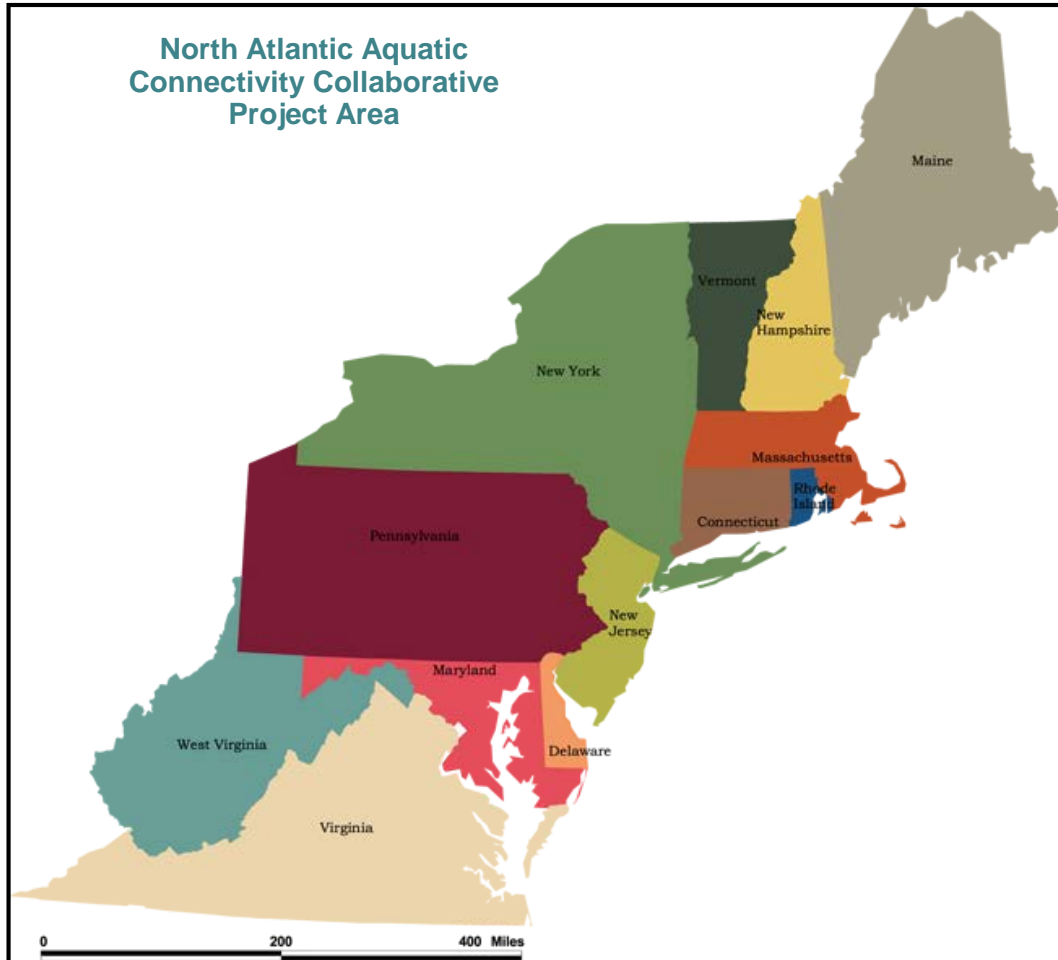 North Atlantic Aquatic
Connectivity Collaborative
Project Area
Maine
Vermont
New
Hampshire
New York
Massachusetts
Rhode
Island
Connecticut
Pennsylvania
New
Jersey
Maryland
West Virginia
Delaware
Virginia
0 200 400 Miles